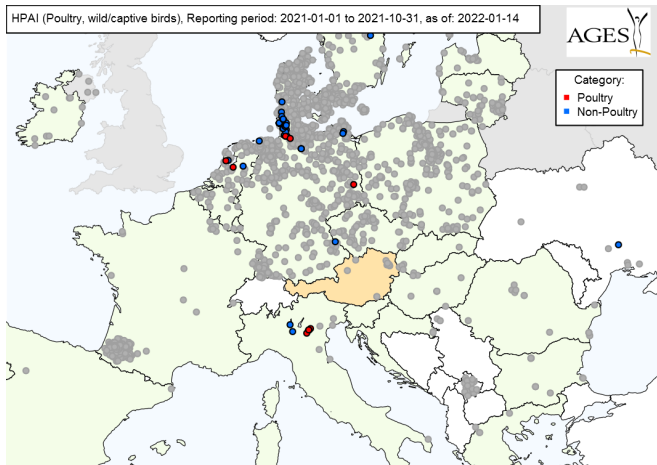 HPAI (Poultry, wild/captive birds), Reporting period: 2021-01-01 to 2021-10-31, as of: 2022-01-14
AGES
Category:
Poultry
Non-Poultry